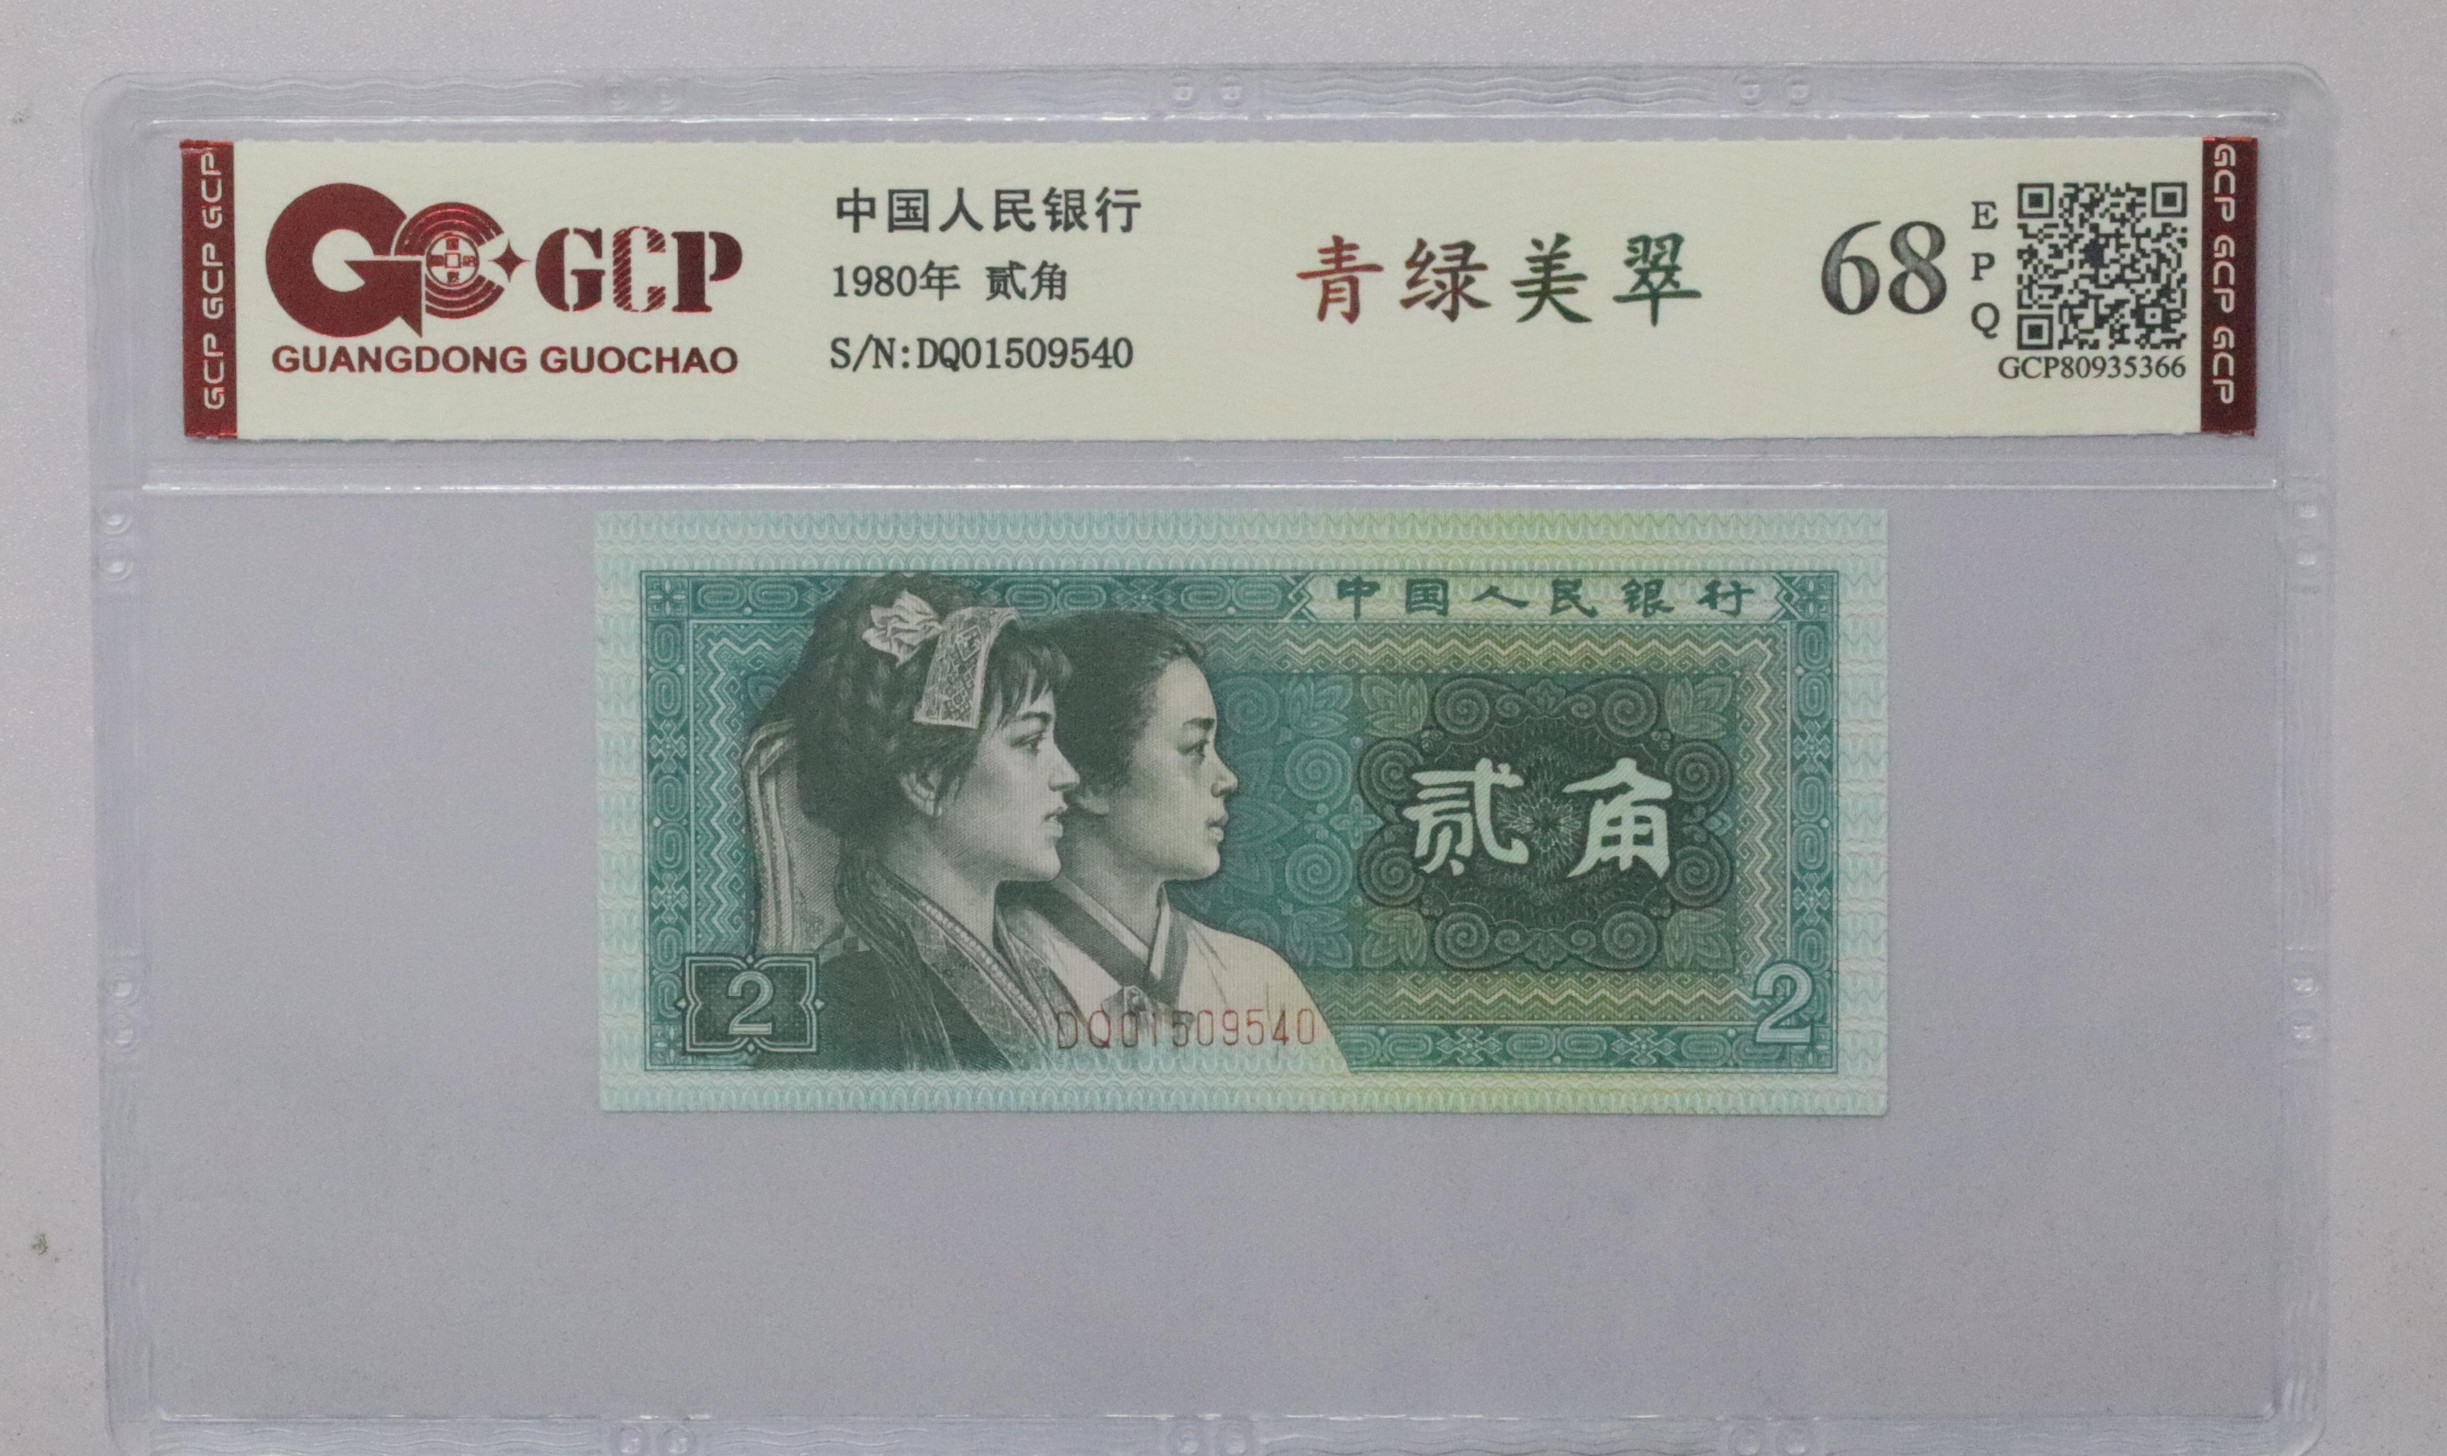 GCP GCP GCP
GCP
GUANGDONG GUOCHAO
中国人民银行
1980年 贰角
S/N:DQ01509540
青绿美翠
68
EPQ
GCP80935366
GCP GCP GCP
中国人民银行
贰角
2
DQ01509540
2